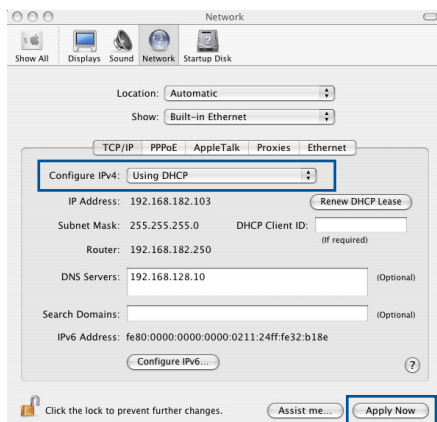 Network
Show All Displays Sound Network Startup Disk
Location: Automatic
Show: Built-in Ethernet
TCP/IP PPPoE AppleTalk Proxies Ethernet
Configure IPv4: Using DHCP
IP Address: 192.168.182.103 Renew DHCP Lease
Subnet Mask: 255.255.255.0 DHCP Client ID:
(If required)
Router: 192.168.182.250
DNS Servers: 192.168.128.10 (Optional)
Search Domains: (Optional)
IPv6 Address: fe80:0000:0000:0000:0211:24ff:fe32:b18e
Configure IPv6... ?
Click the lock to prevent further changes. Assist me... Apply Now